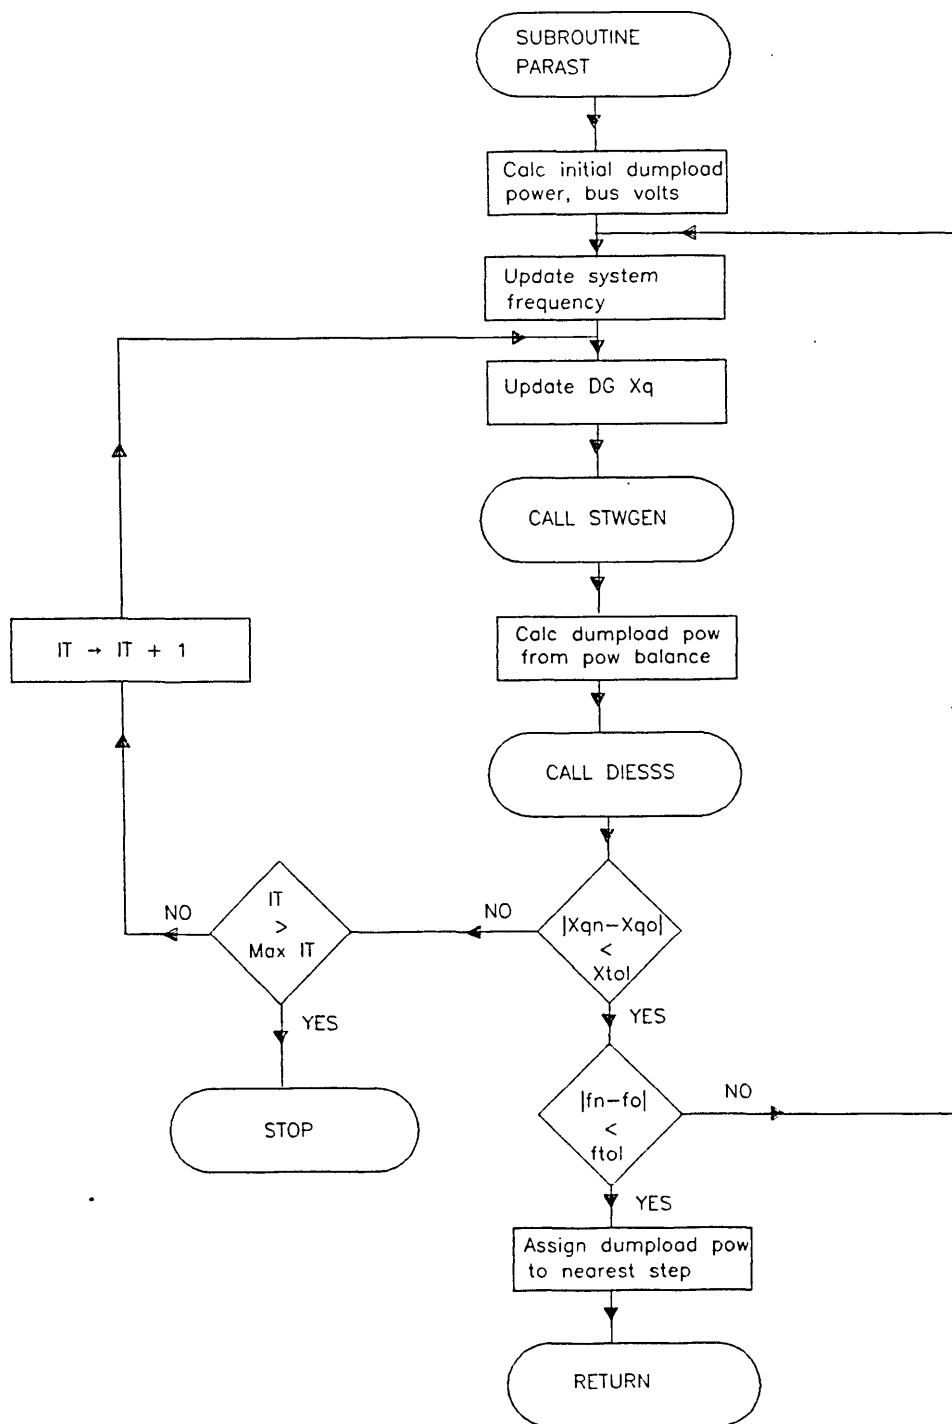 SUBROUTINE
PARAST
Calc initial dumpload
power, bus volts
Update system
frequency
Update DG Xq
CALL STWGEN
Calc dumpload pow
from pow balance
IT → IT + 1
CALL DIESSS
IT
>
Max IT
NO
NO
|Xqn-Xqo|
<
Xtol
YES
YES
STOP
|fn-fo|
<
ftol
NO
YES
Assign dumpload pow
to nearest step
RETURN